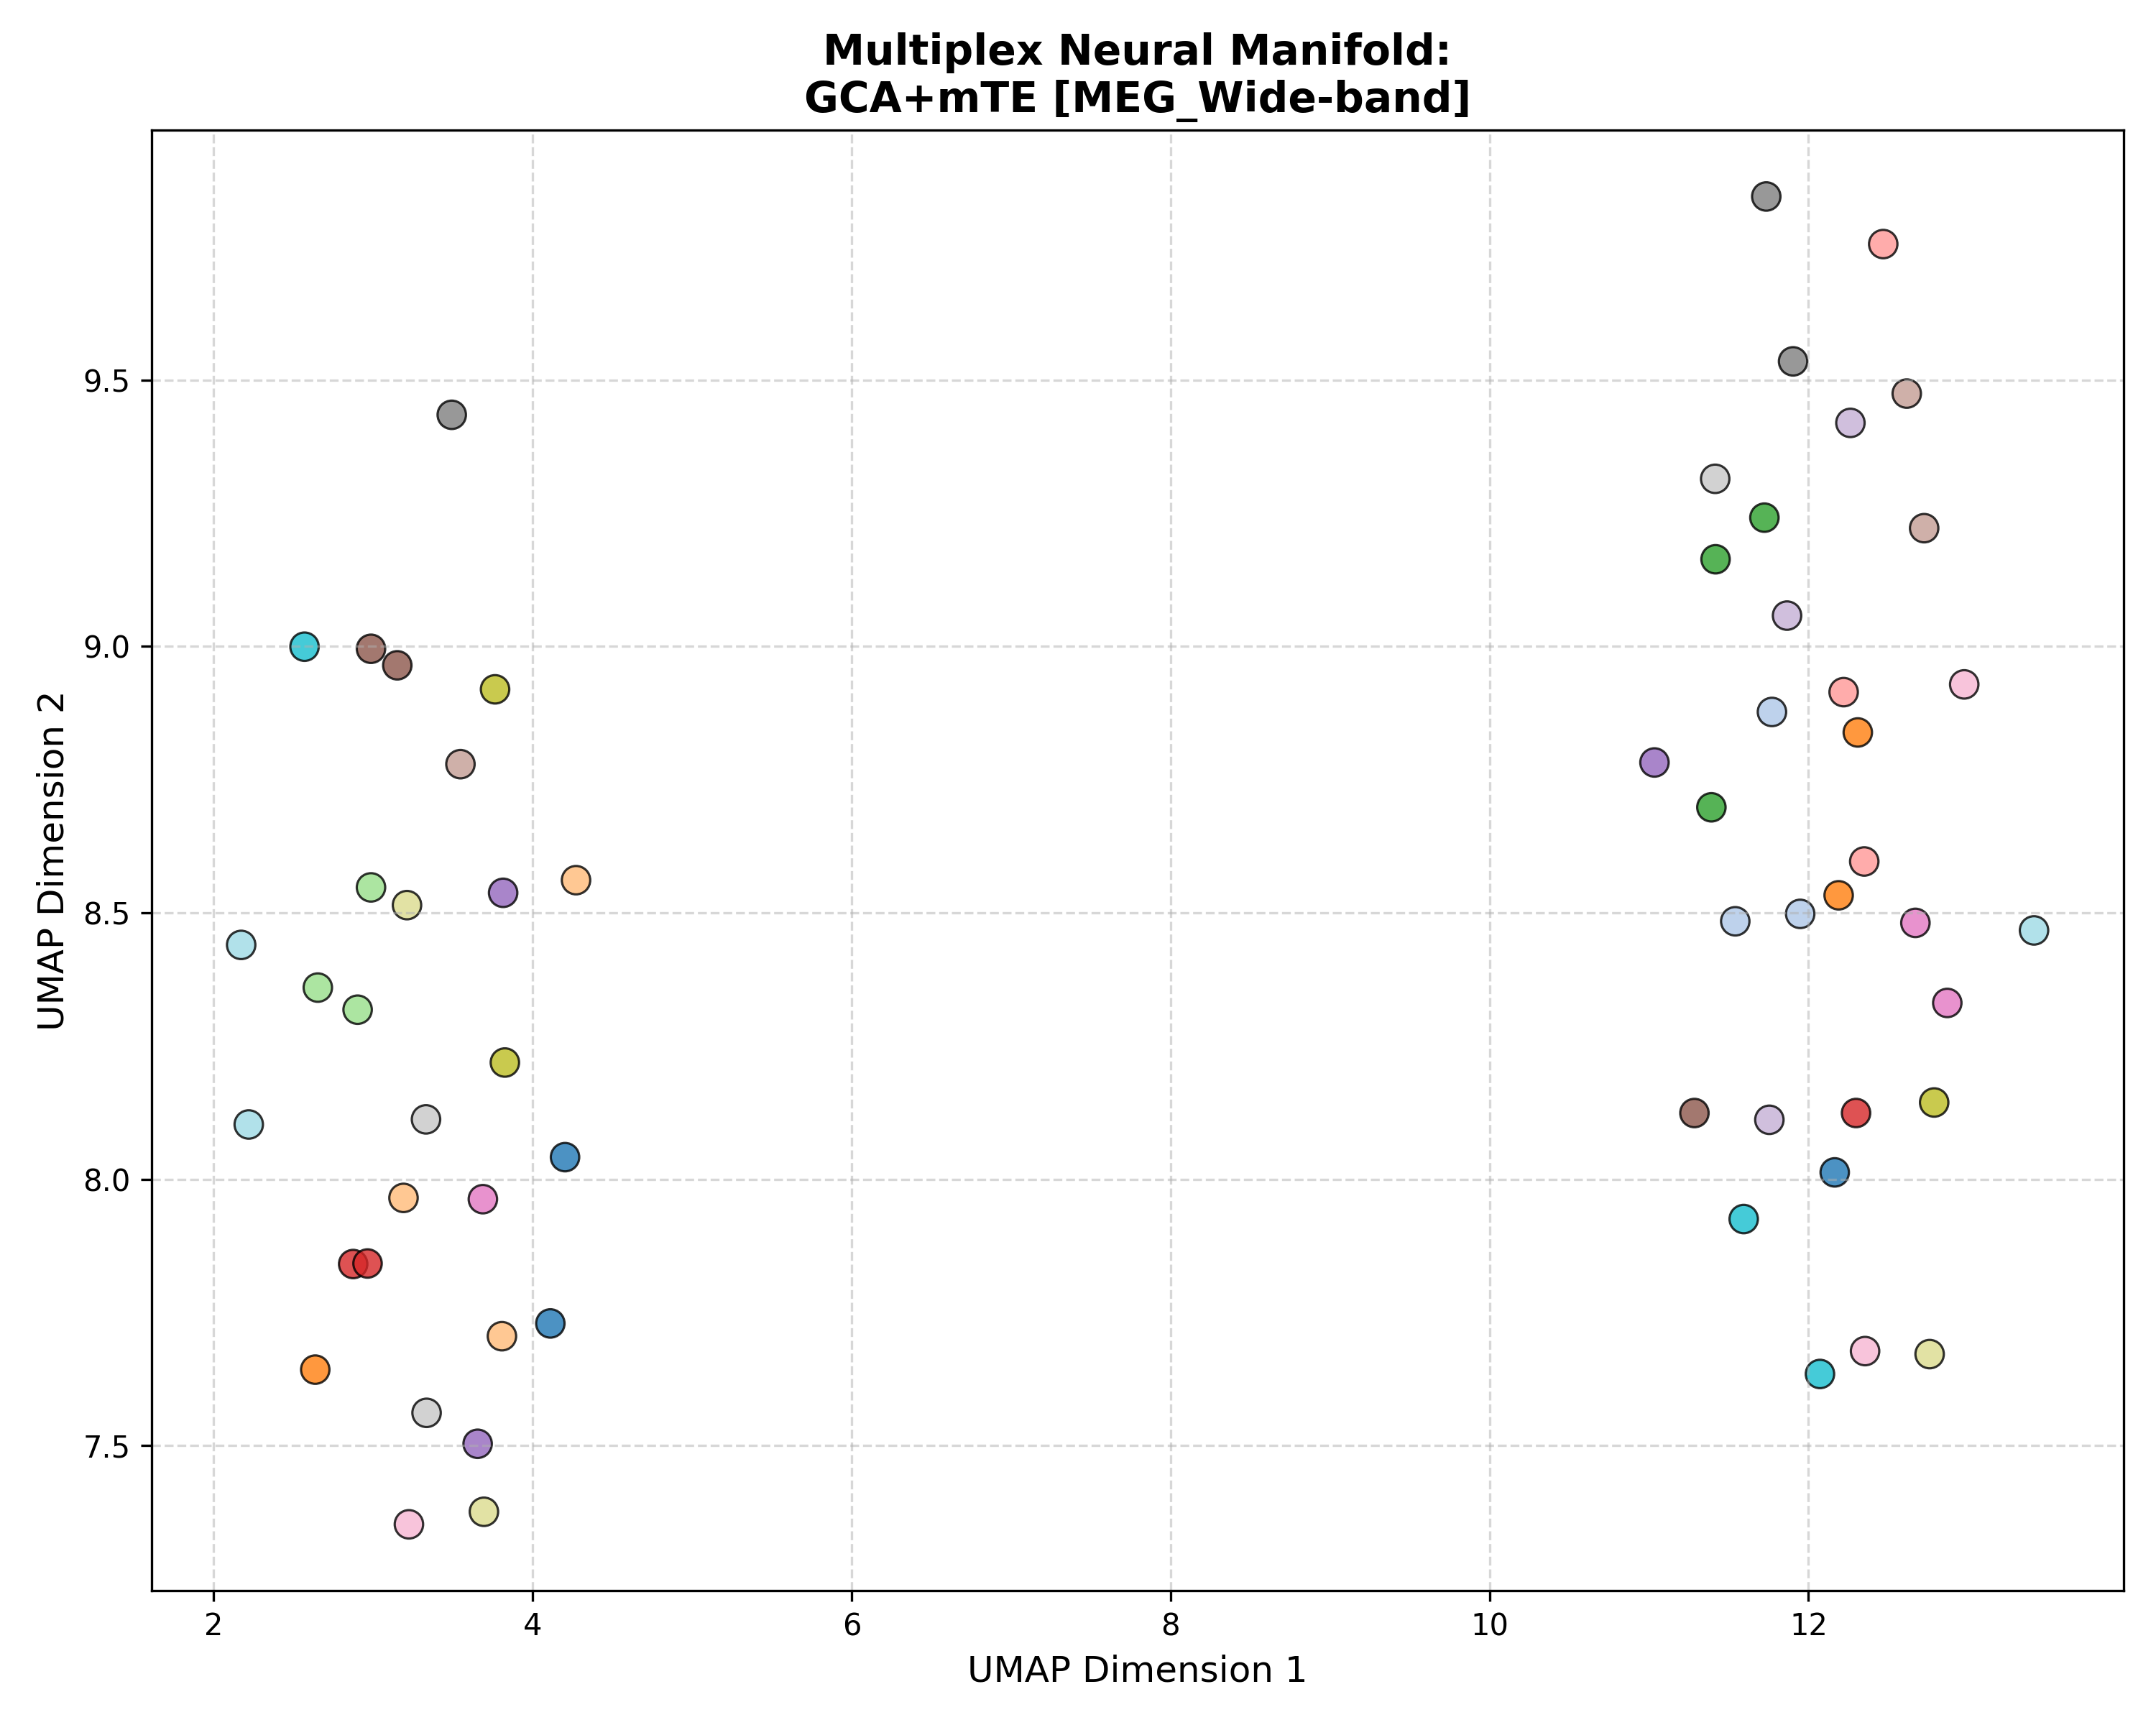 Multiplex Neural Manifold:
GCA+mTE [MEG_Wide-band]
9.5
9.0
8.5
8.0
7.5
UMAP Dimension 2
2 4 6 8 10 12
UMAP Dimension 1